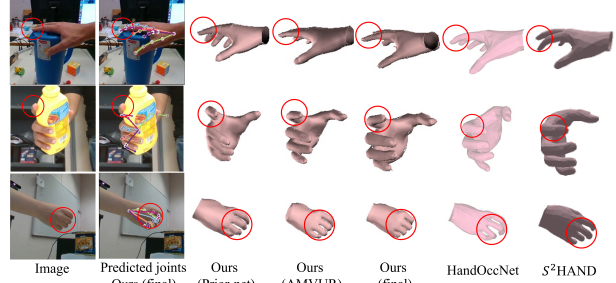 Image Predicted joints Ours Ours Ours HandOccNet S²HAND
Ours (final) (Prior-net) (AMVUR) (final)